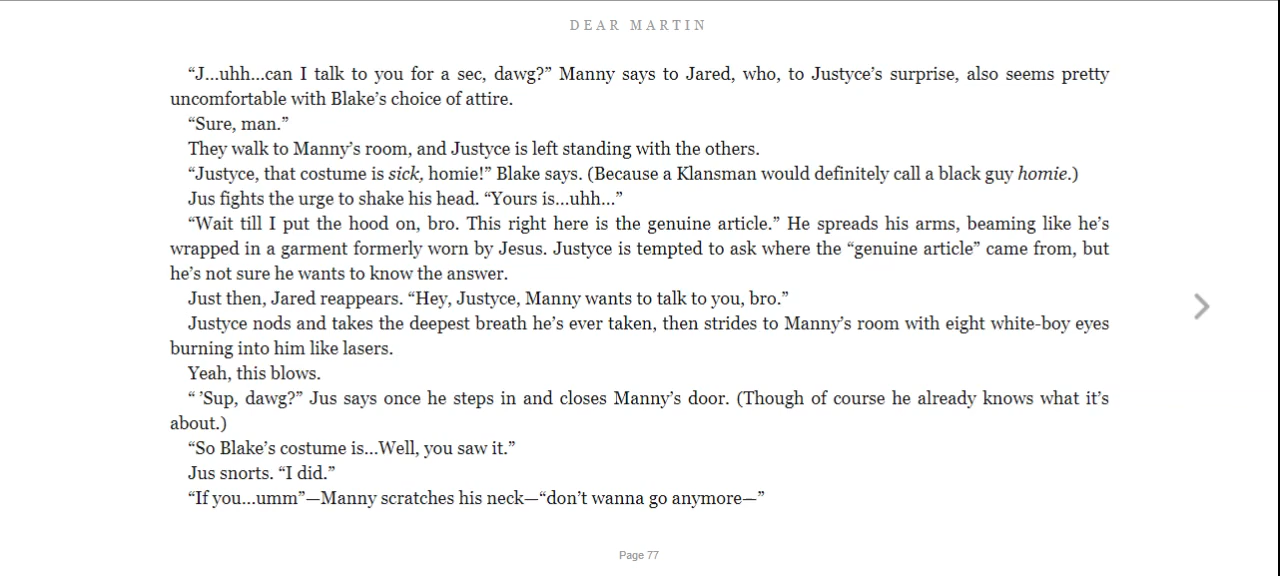 DEAR MARTIN
“J...uhh...can I talk to you for a sec, dawg?” Manny says to Jared, who, to Justyce’s surprise, also seems pretty
uncomfortable with Blake’s choice of attire.
“Sure, man.”
They walk to Manny’s room, and Justyce is left standing with the others.
“Justyce, that costume is sick, homie!” Blake says. (Because a Klansman would definitely call a black guy homie.)
Jus fights the urge to shake his head. “Yours is...uhh...”
“Wait till I put the hood on, bro. This right here is the genuine article.” He spreads his arms, beaming like he’s
wrapped in a garment formerly worn by Jesus. Justyce is tempted to ask where the “genuine article” came from, but
he’s not sure he wants to know the answer.
Just then, Jared reappears. “Hey, Justyce, Manny wants to talk to you, bro.”
Justyce nods and takes the deepest breath he’s ever taken, then strides to Manny’s room with eight white-boy eyes
burning into him like lasers.
Yeah, this blows.
“ ’Sup, dawg?” Jus says once he steps in and closes Manny’s door. (Though of course he already knows what it’s
about.)
“So Blake’s costume is...Well, you saw it.”
Jus snorts. “I did.”
“If you...umm”—Manny scratches his neck—“don’t wanna go anymore—”
Page 77